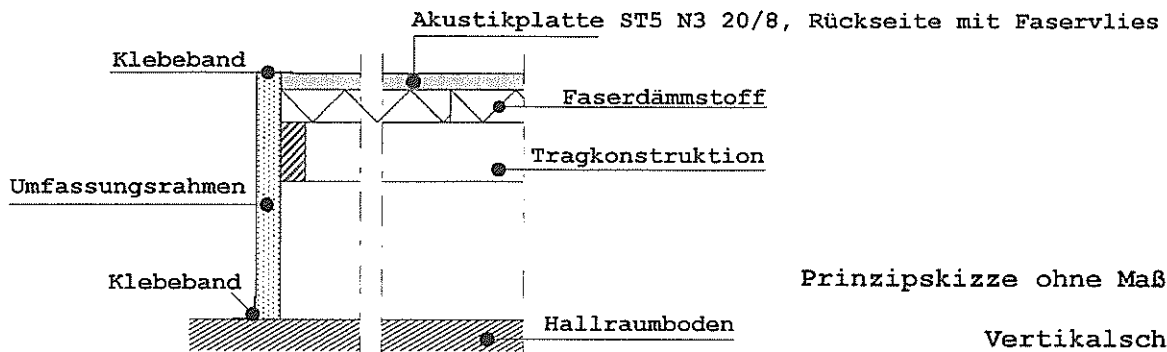 Akustikplatte ST5 N3 20/8, Rückseite mit Faservlies
Klebeband
Faserdämmstoff
Tragkonstruktion
Umfassungsrahmen
Klebeband
Prinzipskizze ohne Maß
Hallraumboden
Vertikalsch